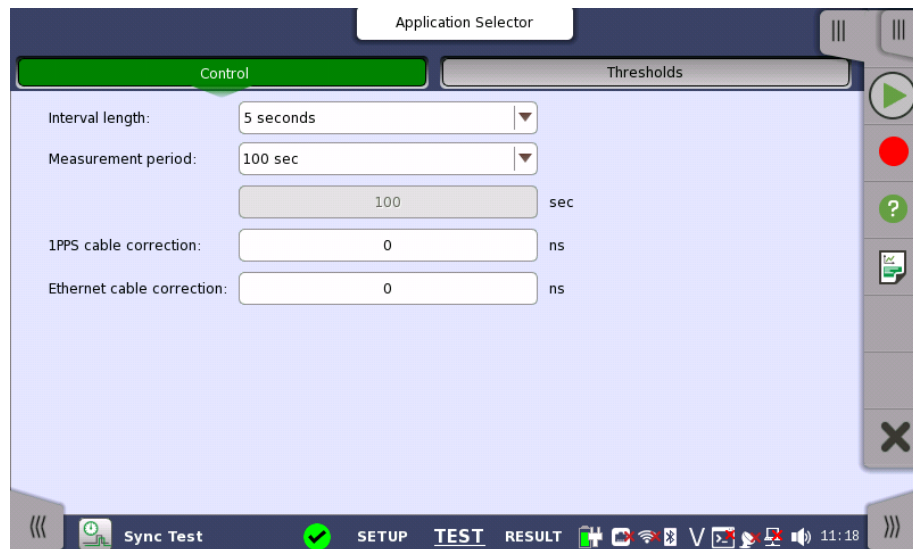 Application Selector
Control
Thresholds
Interval length:
5 seconds
Measurement period:
100 sec
100
sec
1PPS cable correction:
0
ns
Ethernet cable correction:
0
ns
Sync Test
SETUP
TEST
RESULT
V
11:18